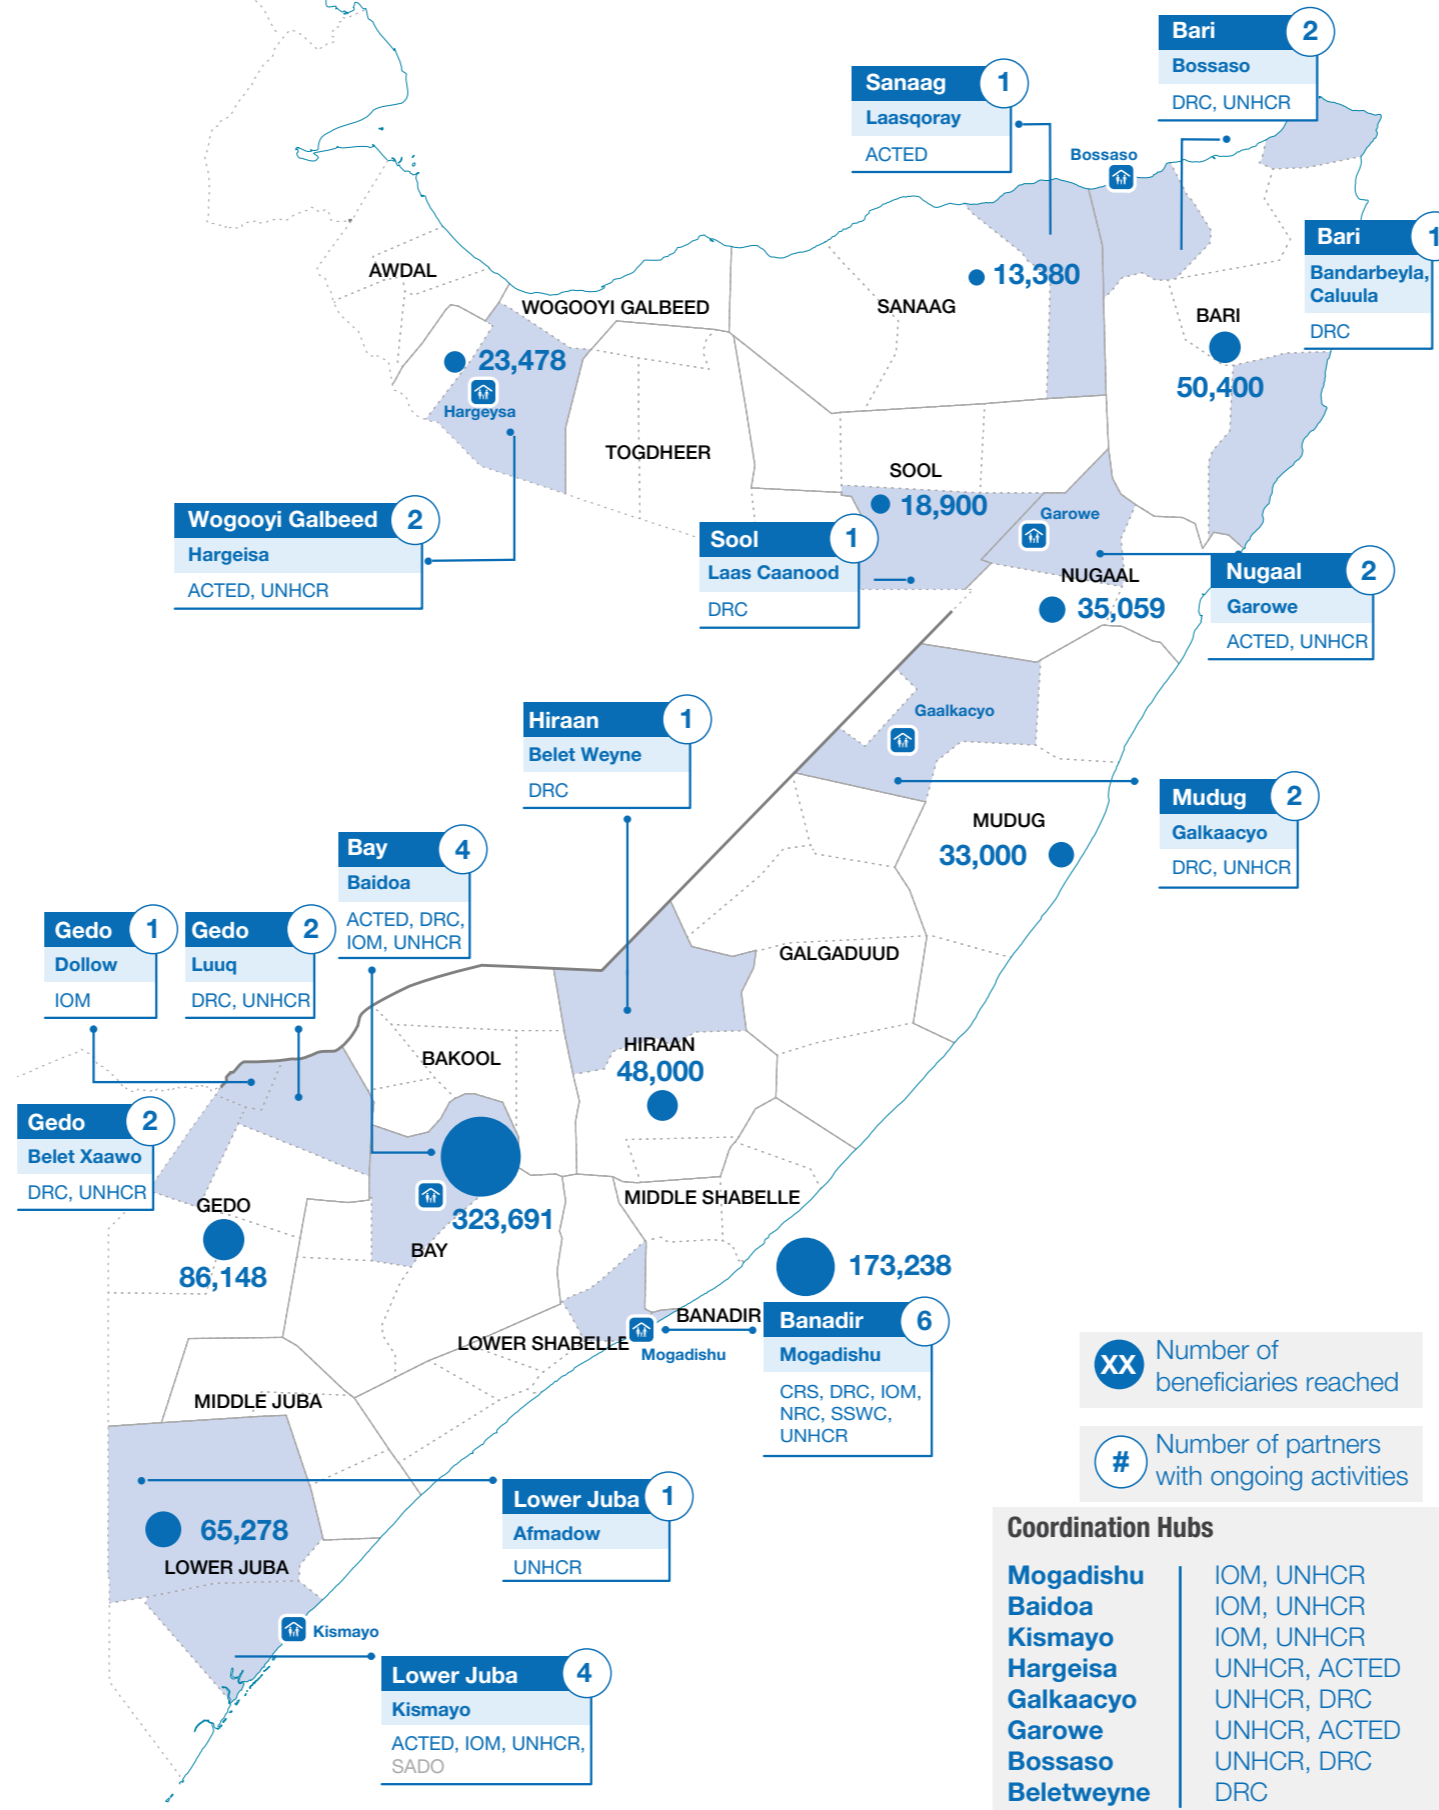 Bari 2
Bossaso
DRC, UNHCR
Sanaag 1
Laasqoray
ACTED
Bossaso
Bari 1
Bandarbeyla,
Caluula
DRC
AWDAL
WOGOOYI GALBEED
SANAAG
13,380
BARI
50,400
23,478
Hargeysa
TOGDHEER
SOOL
18,900
Garowe
Wogooyi Galbeed 2
Hargeisa
ACTED, UNHCR
Sool 1
Laas Caanood
DRC
NUGAAL
35,059
Nugaal 2
Garowe
ACTED, UNHCR
Hiraan 1
Belet Weyne
DRC
Gaalkacyo
Mudug 2
Galkaacyo
DRC, UNHCR
MUDUG
33,000
Bay 4
Baidoa
ACTED, DRC,
IOM, UNHCR
Gedo 1
Dollow
IOM
Gedo 2
Luuq
DRC, UNHCR
GALGADUUD
BAKOOL
HIRAAN
48,000
Gedo 2
Belet Xaawo
DRC, UNHCR
GEDO
86,148
323,691
BAY
MIDDLE SHABELLE
173,238
BANADIR
LOWER SHABELLE
Mogadishu
Banadir 6
Mogadishu
CRS, DRC, IOM,
NRC, SSWC,
UNHCR
MIDDLE JUBA
Lower Juba 1
Afmadow
UNHCR
65,278
LOWER JUBA
Kismayo
Lower Juba 4
Kismayo
ACTED, IOM, UNHCR,
SADO
XX Number of
beneficiaries reached
# Number of partners
with ongoing activities
Coordination Hubs
Mogadishu IOM, UNHCR
Baidoa IOM, UNHCR
Kismayo IOM, UNHCR
Hargeisa UNHCR, ACTED
Galkaacyo UNHCR, DRC
Garowe UNHCR, ACTED
Bossaso UNHCR, DRC
Beletweyne DRC